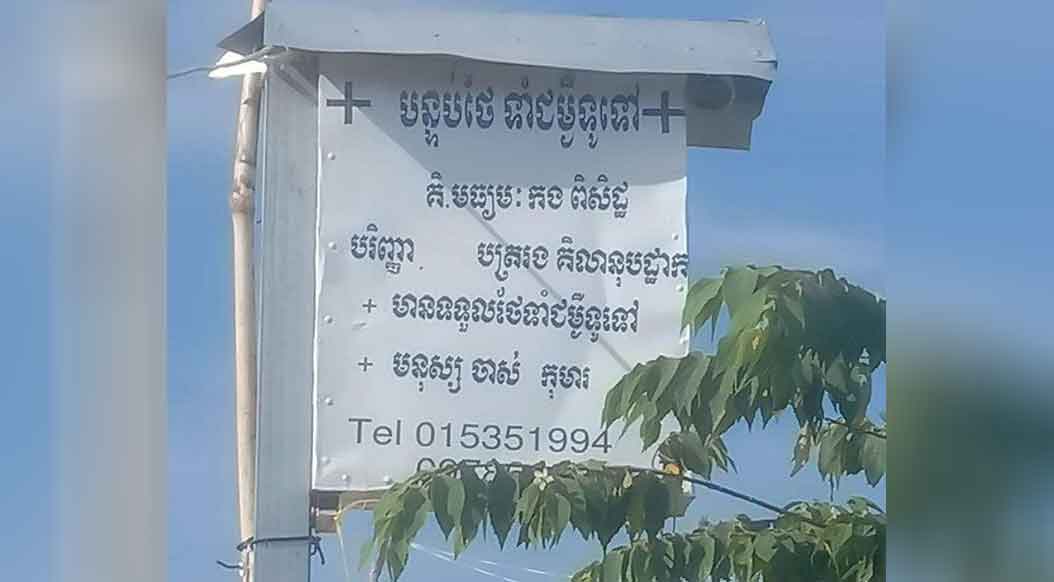 + បន្ទប់ថែ ទាំជម្ងឺទូទៅ +
គិ.មធ្យម: កង ពិសិដ្ឋ
បរិញ្ញា . បត្ររង គិលានុបដ្ឋាក
+ មានទទួលថែទាំជម្ងឺទូទៅ
+ មនុស្ស ចាស់ កុមារ
Tel 015351994